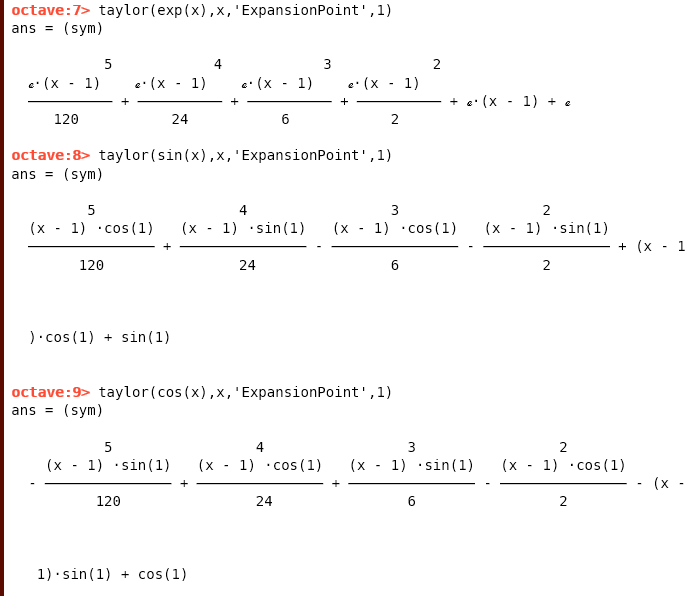 octave:7> taylor(exp(x),x,'ExpansionPoint',1)
ans = (sym)
           5            4            3            2
  ℯ·(x - 1)    ℯ·(x - 1)    ℯ·(x - 1)    ℯ·(x - 1)
  ────────── + ────────── + ────────── + ────────── + ℯ·(x - 1) + ℯ
     120           24           6            2
octave:8> taylor(sin(x),x,'ExpansionPoint',1)
ans = (sym)
         5                 4                 3                 2
  (x - 1) ·cos(1)   (x - 1) ·sin(1)   (x - 1) ·cos(1)   (x - 1) ·sin(1)
  ─────────────── + ─────────────── - ─────────────── - ─────────────── + (x - 1
        120                24                6                 2
  )·cos(1) + sin(1)
octave:9> taylor(cos(x),x,'ExpansionPoint',1)
ans = (sym)
           5                 4                 3                 2
    (x - 1) ·sin(1)   (x - 1) ·cos(1)   (x - 1) ·sin(1)   (x - 1) ·cos(1)
  - ─────────────── + ─────────────── + ─────────────── - ─────────────── - (x -
          120                24                6                 2
   1)·sin(1) + cos(1)